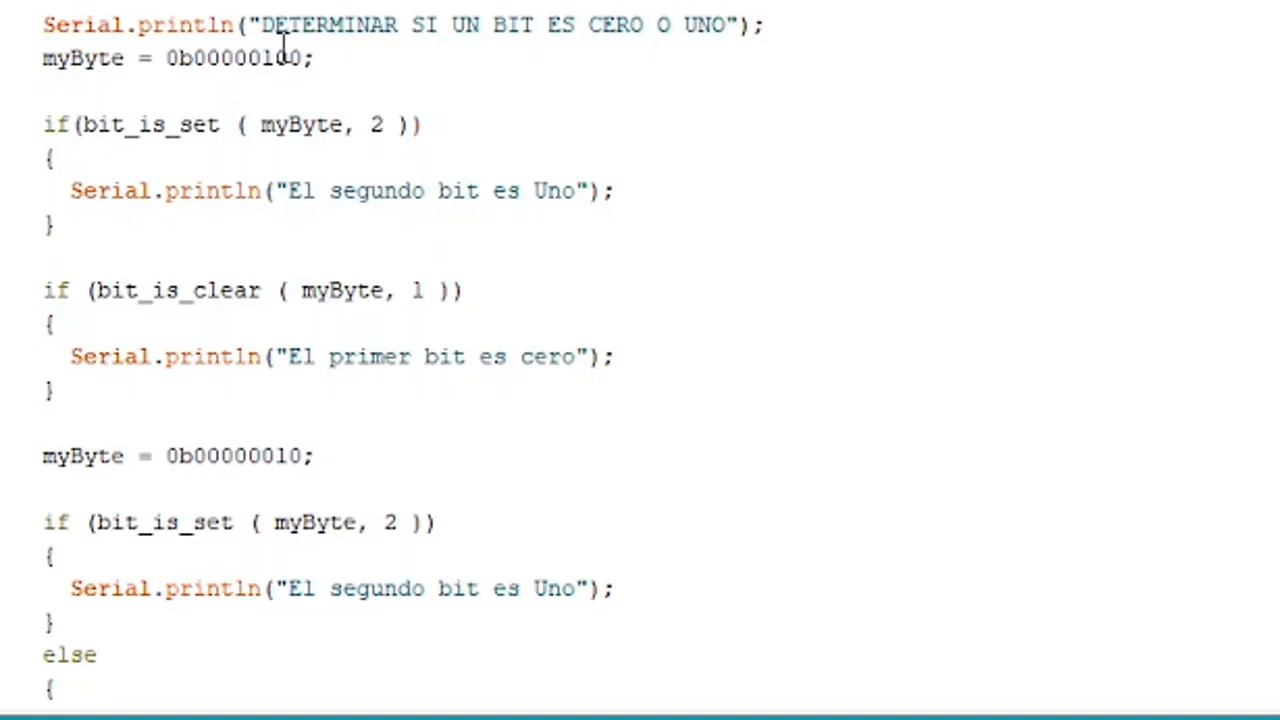 Serial.println("DETERMINAR SI UN BIT ES CERO O UNO");
myByte = 0b00000100;
if(bit_is_set ( myByte, 2 ))
{
Serial.println("El segundo bit es Uno");
}
if (bit_is_clear ( myByte, 1 ))
{
Serial.println("El primer bit es cero");
}
myByte = 0b00000010;
if (bit_is_set ( myByte, 2 ))
{
Serial.println("El segundo bit es Uno");
}
else
{